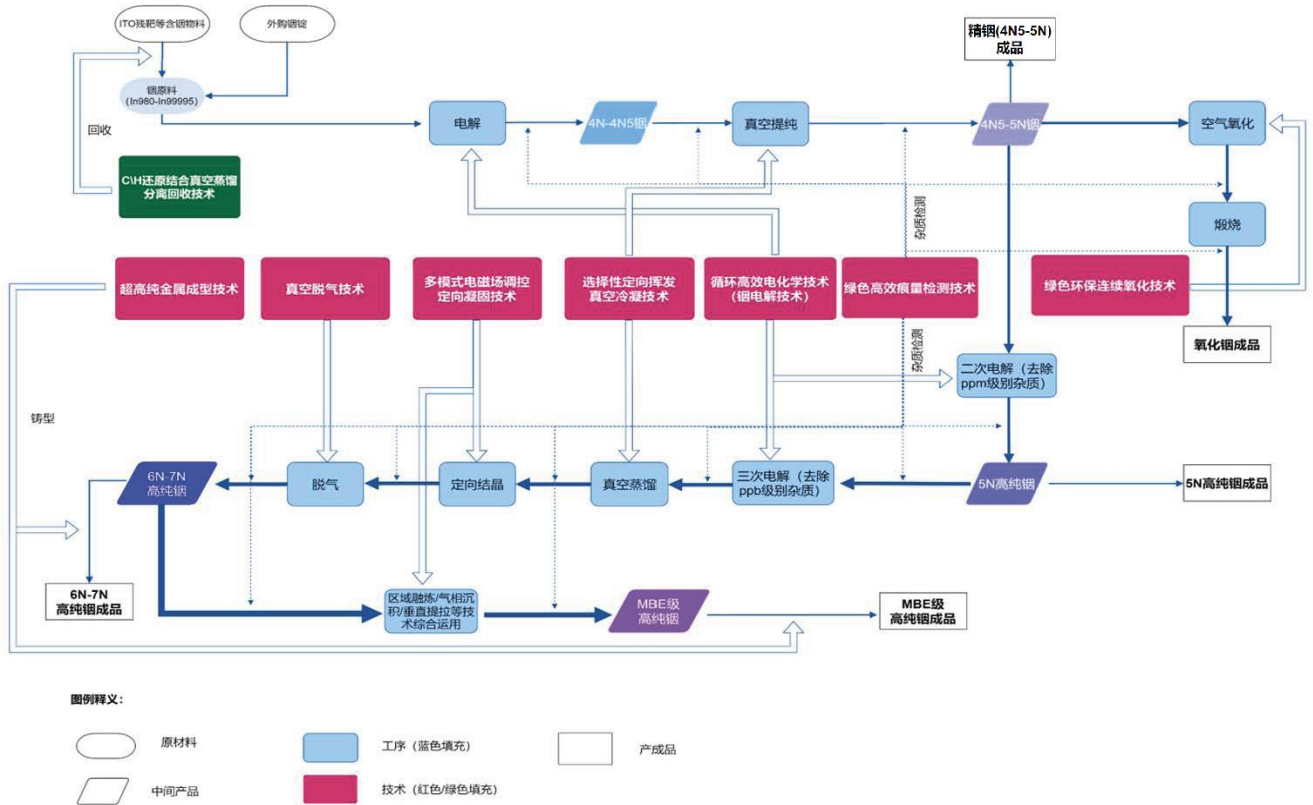 ITO残靶等含铟物料
外购铟锭
精铟(4N5-5N)
成品
铟原料
(In980-In99995)
回收
电解
4N-4N5铟
真空提纯
4N5-5N铟
空气氧化
C\H还原结合真空蒸馏
分离回收技术
杂质检测
煅烧
超高纯金属成型技术
真空脱气技术
多模式电磁场调控
定向凝固技术
选择性定向挥发
真空冷凝技术
循环高效电化学技术
(铟电解技术)
绿色高效痕量检测技术
绿色环保连续氧化技术
杂质检测
氧化铟成品
二次电解（去除
ppm级别杂质）
铸型
6N-7N
高纯铟
脱气
定向结晶
真空蒸馏
三次电解（去除
ppb级别杂质）
5N高纯铟
5N高纯铟成品
6N-7N
高纯铟成品
区域融炼/气相沉
积/垂直提拉等技
术综合运用
MBE级
高纯铟
MBE级
高纯铟成品
图例释义：
原材料
工序（蓝色填充）
产成品
中间产品
技术（红色/绿色填充）